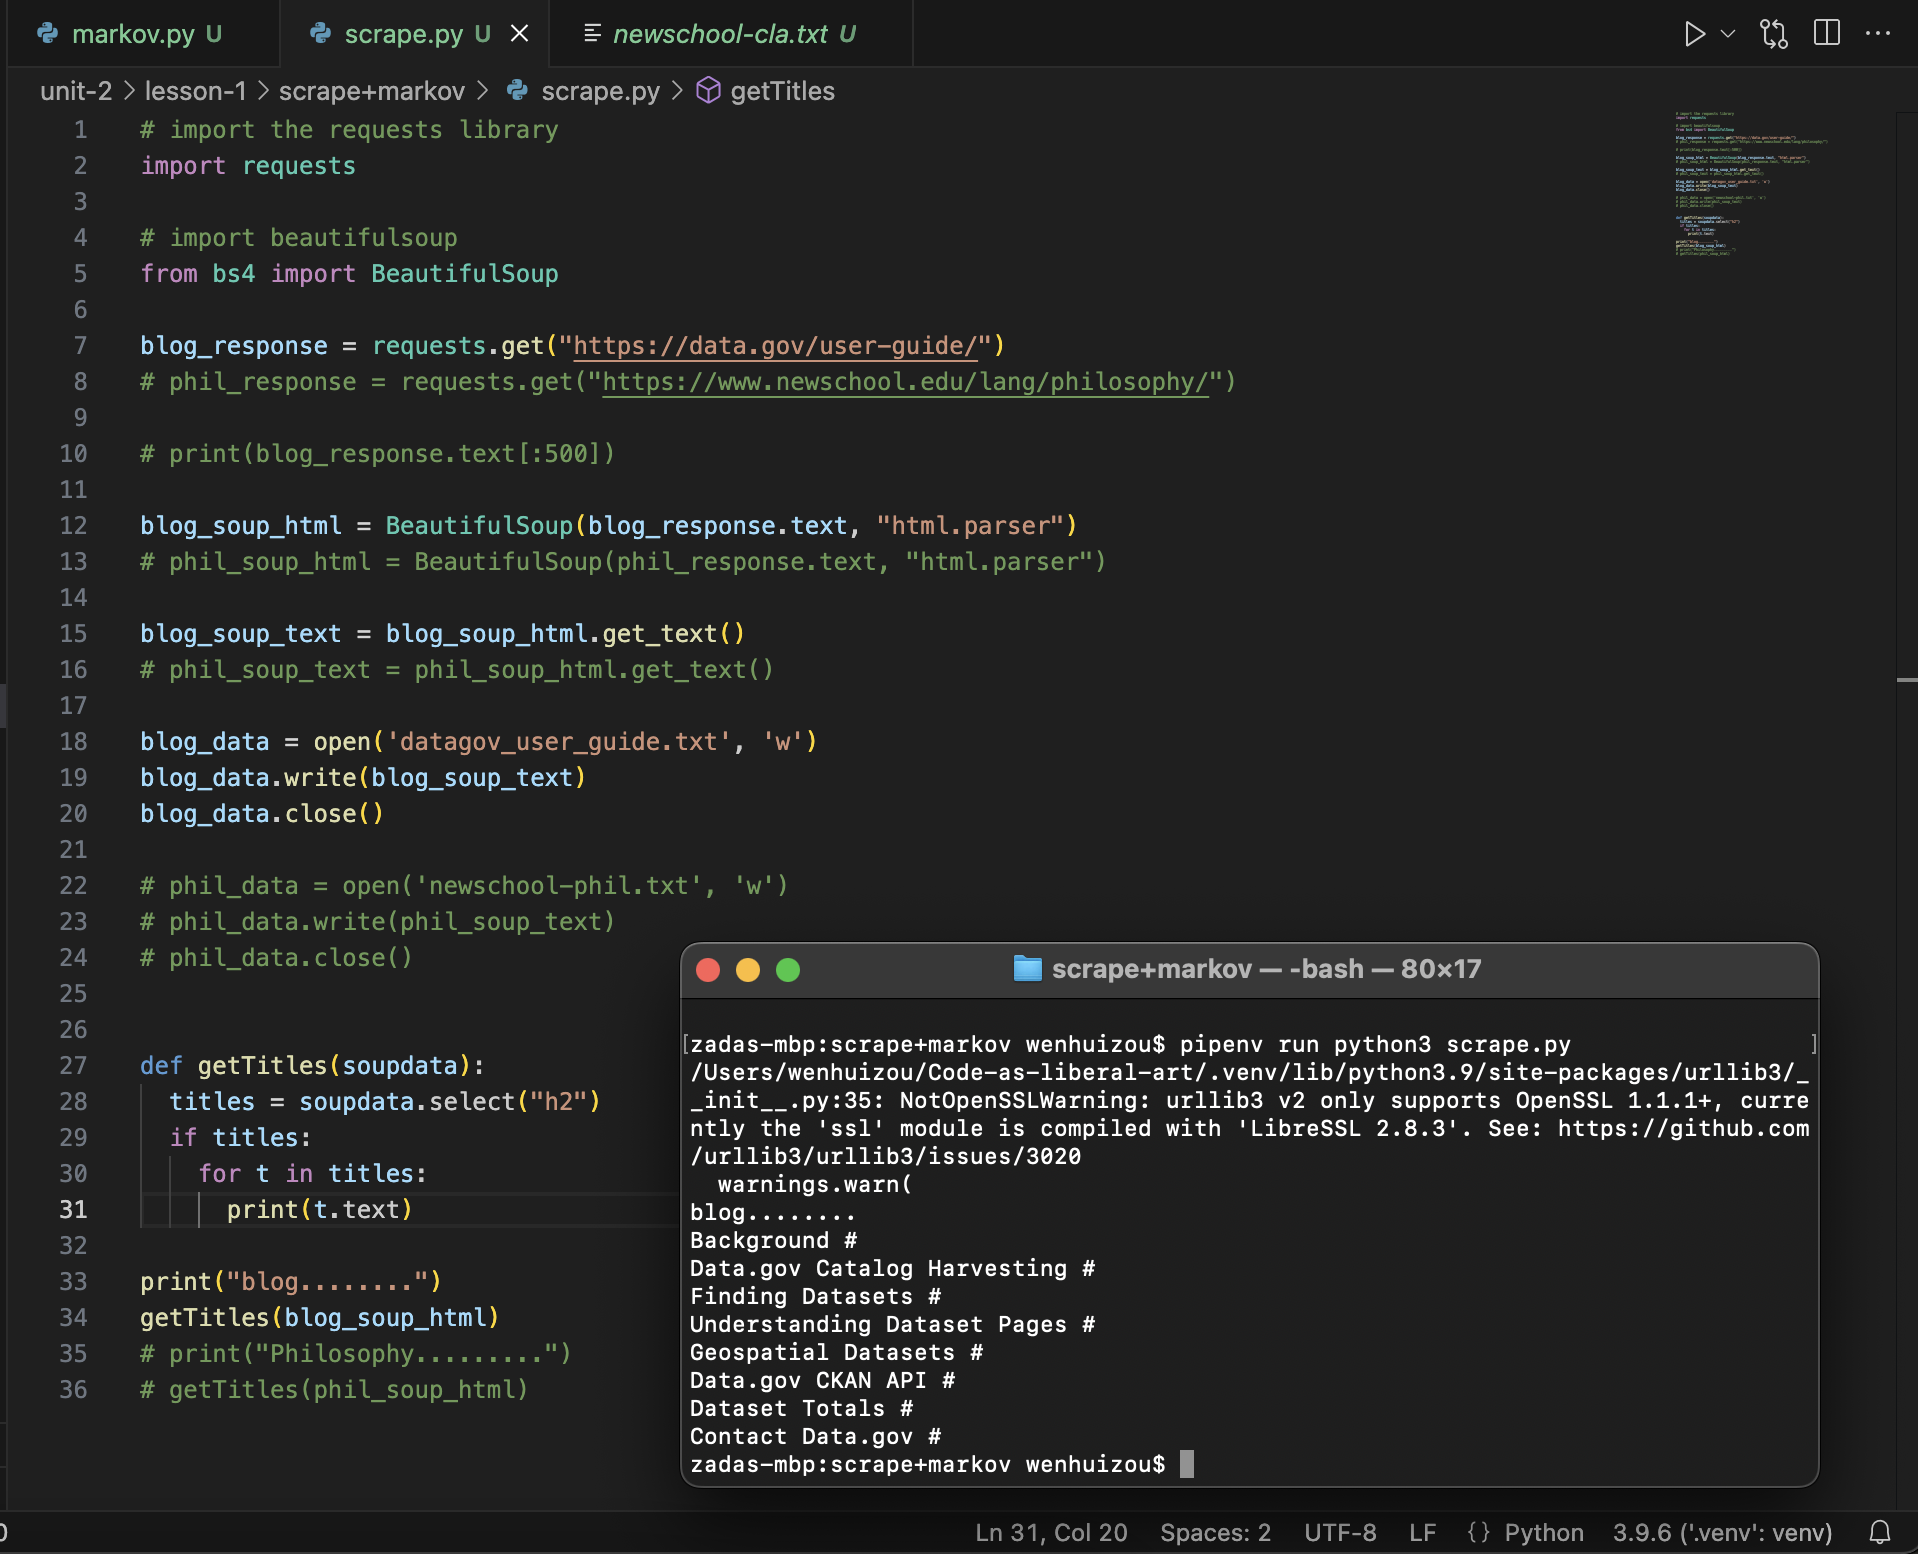 markov.py U
scrape.py U
newschool-cla.txt U
unit-2 > lesson-1 > scrape+markov > scrape.py > getTitles
1 # import the requests library
2 import requests
3
4 # import beautifulsoup
5 from bs4 import BeautifulSoup
6
7 blog_response = requests.get("https://data.gov/user-guide/")
8 # phil_response = requests.get("https://www.newschool.edu/lang/philosophy/")
9
10 # print(blog_response.text[:500])
11
12 blog_soup_html = BeautifulSoup(blog_response.text, "html.parser")
13 # phil_soup_html = BeautifulSoup(phil_response.text, "html.parser")
14
15 blog_soup_text = blog_soup_html.get_text()
16 # phil_soup_text = phil_soup_html.get_text()
17
18 blog_data = open('datagov_user_guide.txt', 'w')
19 blog_data.write(blog_soup_text)
20 blog_data.close()
21
22 # phil_data = open('newschool-phil.txt', 'w')
23 # phil_data.write(phil_soup_text)
24 # phil_data.close()
25
26
27 def getTitles(soupdata):
28   titles = soupdata.select("h2")
29   if titles:
30     for t in titles:
31       print(t.text)
32
33 print("blog........")
34 getTitles(blog_soup_html)
35 # print("Philosophy.........")
36 # getTitles(phil_soup_html)
scrape+markov — -bash — 80×17
[zadas-mbp:scrape+markov wenhuizou$ pipenv run python3 scrape.py ]
/Users/wenhuizou/Code-as-liberal-art/.venv/lib/python3.9/site-packages/urllib3/_
_init__.py:35: NotOpenSSLWarning: urllib3 v2 only supports OpenSSL 1.1.1+, curre
ntly the 'ssl' module is compiled with 'LibreSSL 2.8.3'. See: https://github.com
/urllib3/urllib3/issues/3020
  warnings.warn(
blog........
Background #
Data.gov Catalog Harvesting #
Finding Datasets #
Understanding Dataset Pages #
Geospatial Datasets #
Data.gov CKAN API #
Dataset Totals #
Contact Data.gov #
zadas-mbp:scrape+markov wenhuizou$
Ln 31, Col 20 Spaces: 2 UTF-8 LF {} Python 3.9.6 ('.venv': venv)